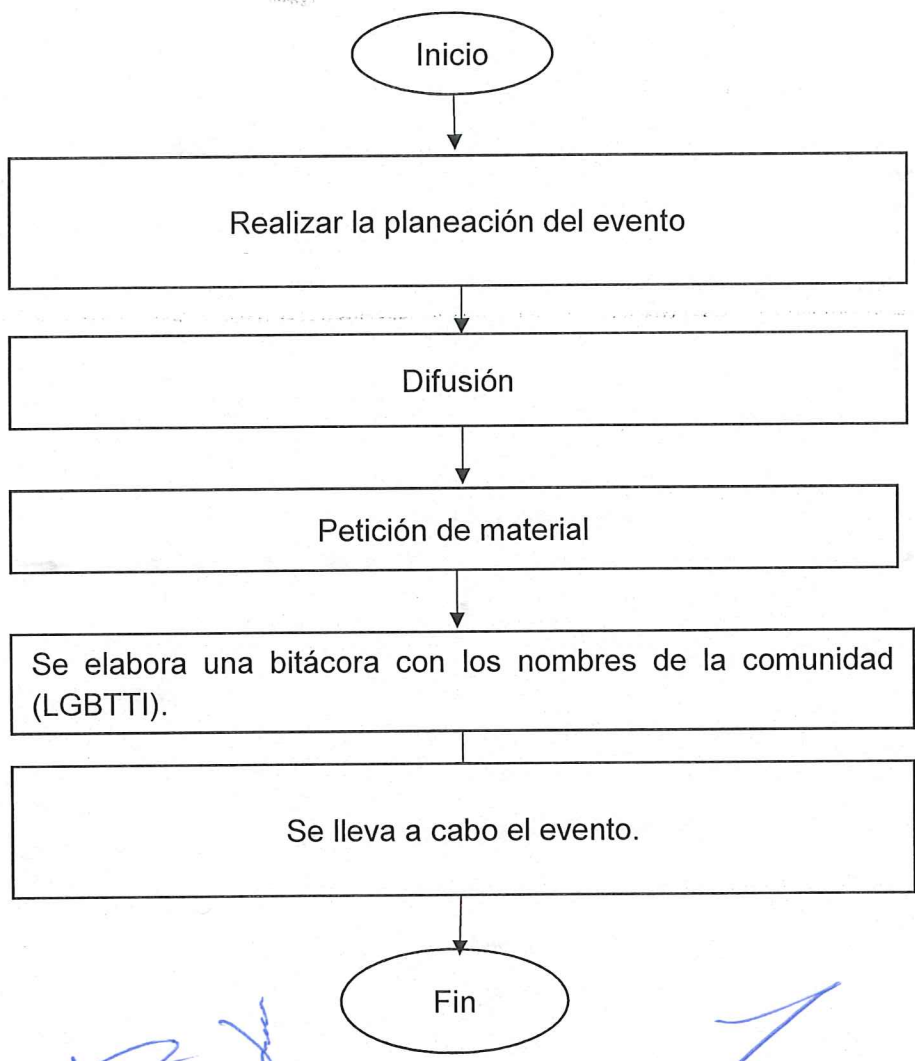 Inicio
Realizar la planeación del evento
Difusión
Petición de material
Se elabora una bitácora con los nombres de la comunidad
(LGBTTI).
Se lleva a cabo el evento.
Fin